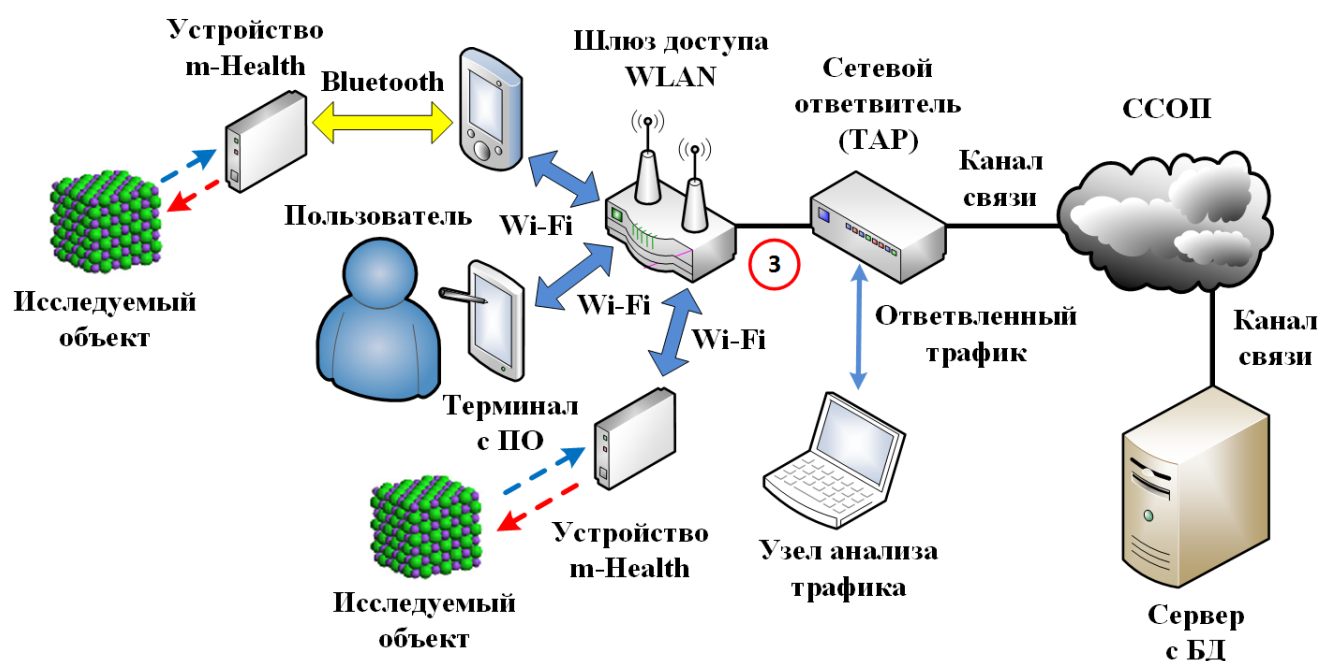 Устройство
m-Health
Bluetooth
Шлюз доступа
WLAN
Сетевой
ответвитель
(TAP)
ССОП
Канал
связи
Пользователь
Wi-Fi
3
Исследуемый
объект
Wi-Fi
Wi-Fi
Ответвленный
трафик
Канал
связи
Терминал
с ПО
Устройство
m-Health
Узел анализа
трафика
Исследуемый
объект
Сервер
с БД